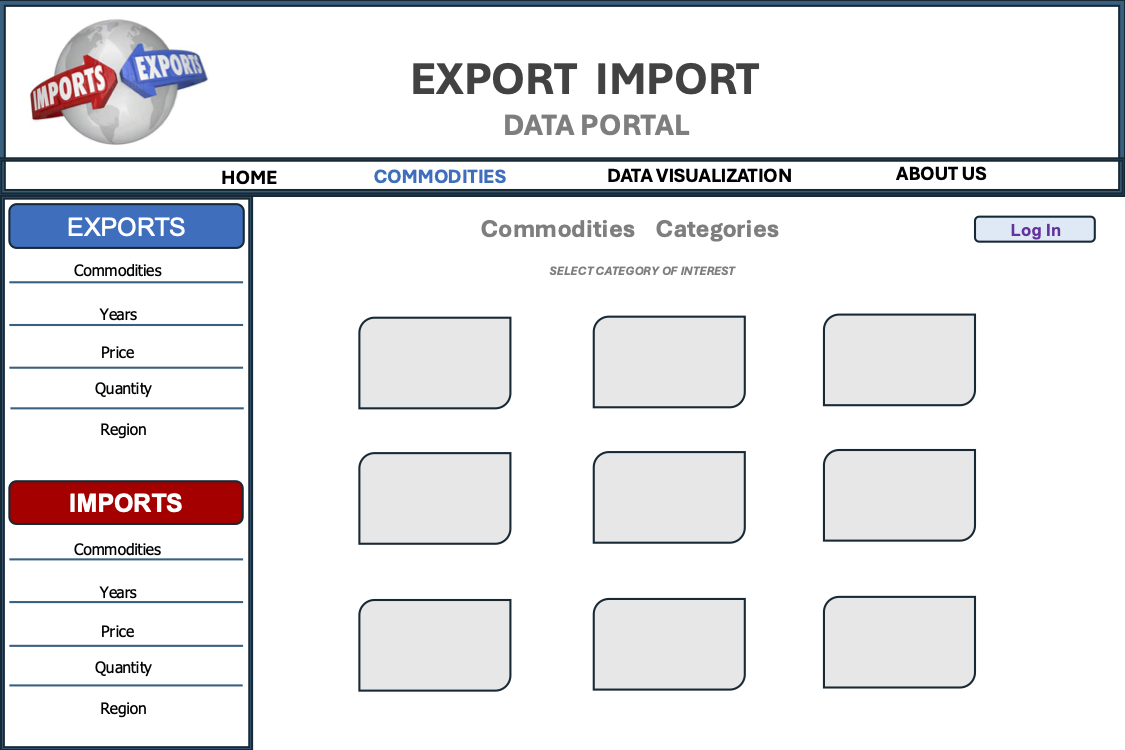 IMPORTS
EXPORTS
EXPORT IMPORT
DATA PORTAL
HOME COMMODITIES DATA VISUALIZATION ABOUT US
EXPORTS
Commodities
Years
Price
Quantity
Region
IMPORTS
Commodities
Years
Price
Quantity
Region
Commodities Categories
Log In
SELECT CATEGORY OF INTEREST